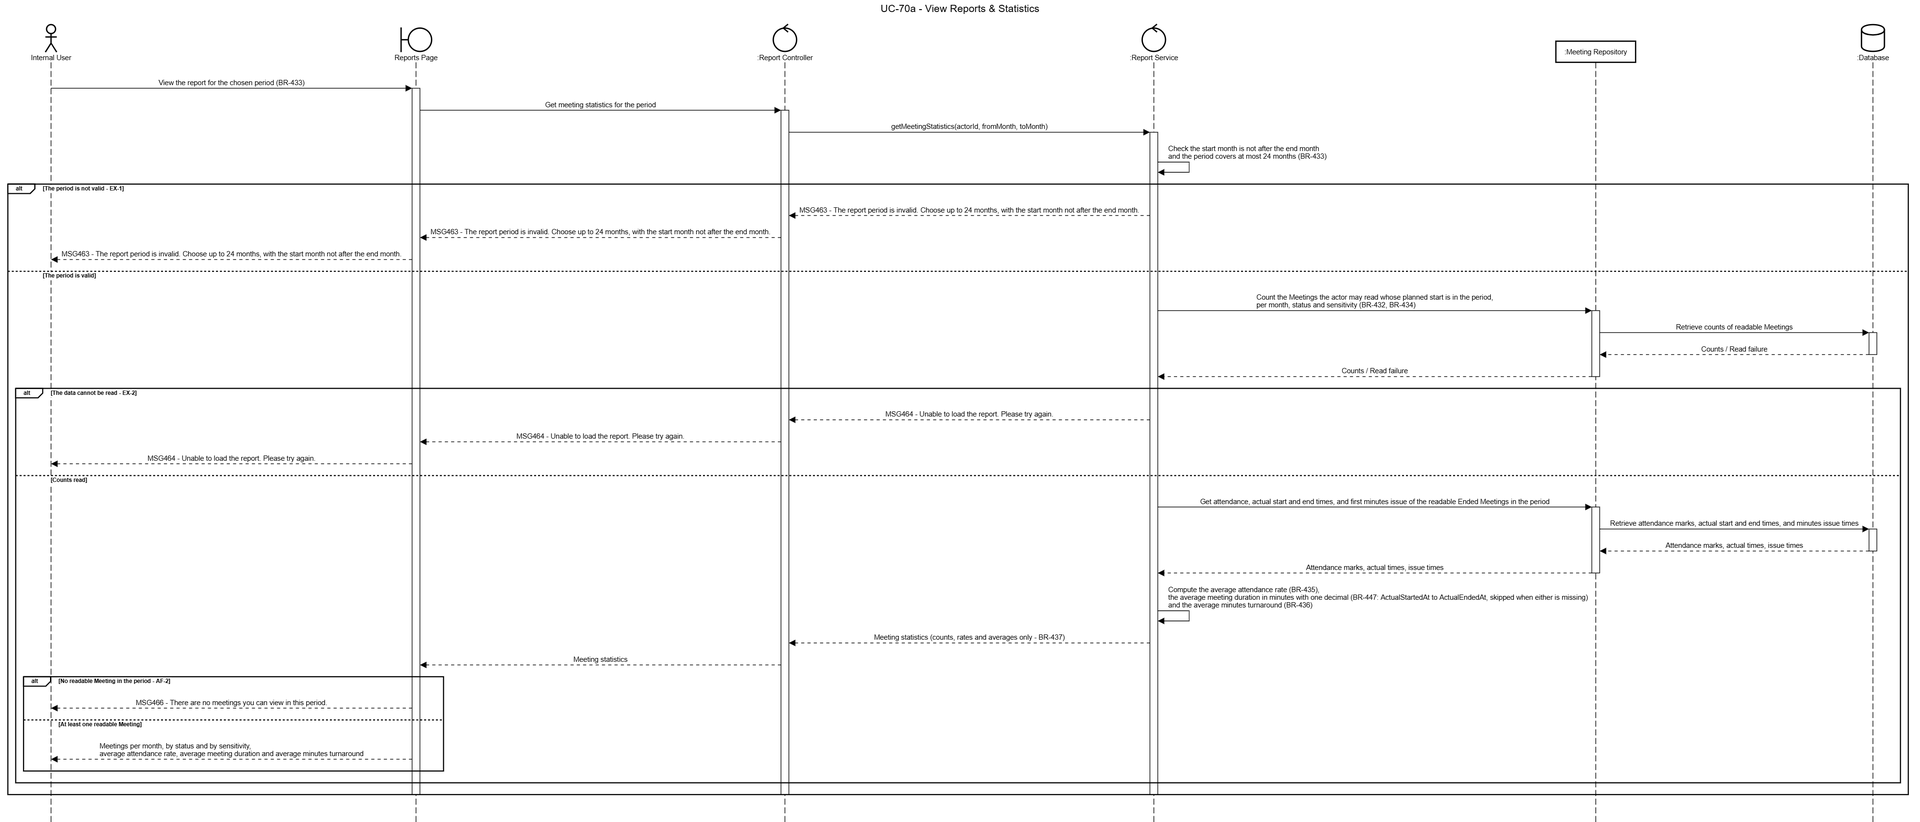 UC-70a - View Reports & Statistics
Internal User
Reports Page
:Report Controller
:Report Service
:Meeting Repository
:Database
View the report for the chosen period (BR-433)
Get meeting statistics for the period
getMeetingStatistics(actorId, fromMonth, toMonth)
Check the start month is not after the end month
and the period covers at most 24 months (BR-433)
alt
[The period is not valid - EX-1]
MSG463 - The report period is invalid. Choose up to 24 months, with the start month not after the end month.
MSG463 - The report period is invalid. Choose up to 24 months, with the start month not after the end month.
MSG463 - The report period is invalid. Choose up to 24 months, with the start month not after the end month.
[The period is valid]
Count the Meetings the actor may read whose planned start is in the period,
per month, status and sensitivity (BR-432, BR-434)
Retrieve counts of readable Meetings
Counts / Read failure
Counts / Read failure
alt
[The data cannot be read - EX-2]
MSG464 - Unable to load the report. Please try again.
MSG464 - Unable to load the report. Please try again.
MSG464 - Unable to load the report. Please try again.
[Counts read]
Get attendance, actual start and end times, and first minutes issue of the readable Ended Meetings in the period
Retrieve attendance marks, actual start and end times, and minutes issue times
Attendance marks, actual times, issue times
Attendance marks, actual times, issue times
Compute the average attendance rate (BR-435),
the average meeting duration in minutes with one decimal (BR-447: ActualStartedAt to ActualEndedAt, skipped when either is missing)
and the average minutes turnaround (BR-436)
Meeting statistics (counts, rates and averages only - BR-437)
Meeting statistics
alt
[No readable Meeting in the period - AF-2]
MSG466 - There are no meetings you can view in this period.
[At least one readable Meeting]
Meetings per month, by status and by sensitivity,
average attendance rate, average meeting duration and average minutes turnaround